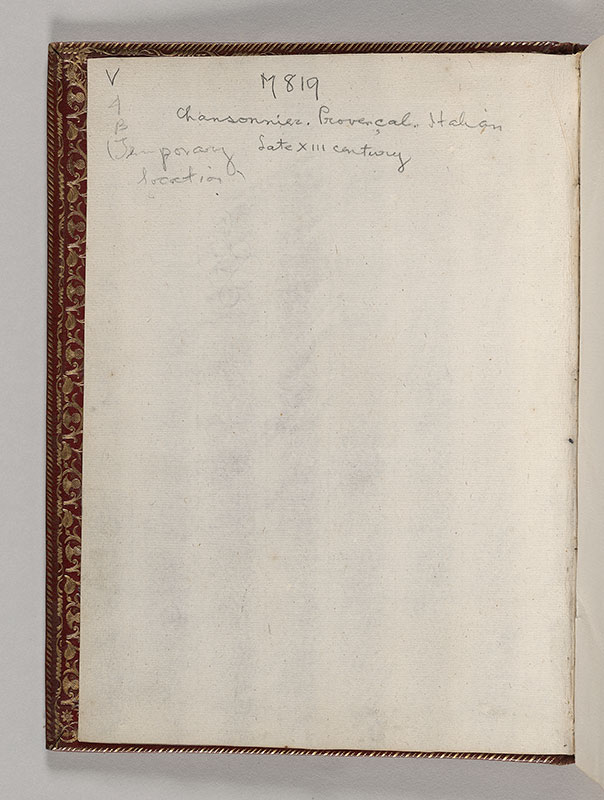 V
M 819
A
Chansonnier. Provençal. Italian
B
Late XIII century
Temporary
location